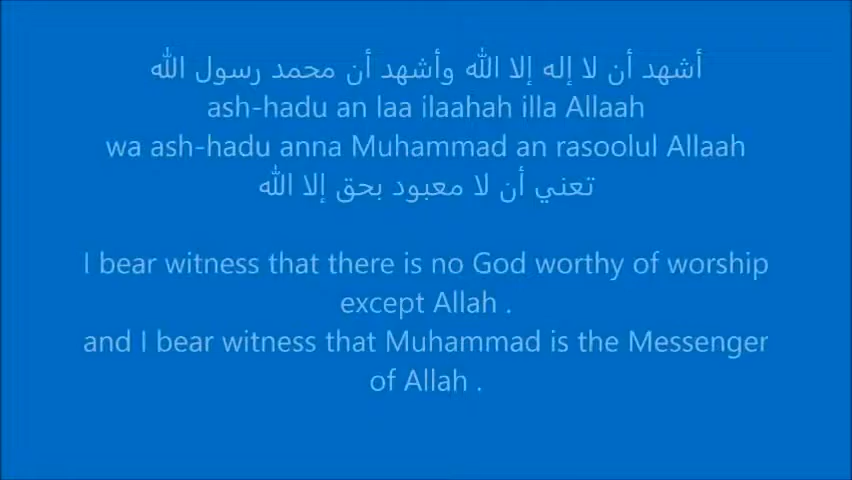 أشهد أن لا إله إلا الله وأشهد أن محمد رسول الله
ash-hadu an laa ilaahah illa Allaah
wa ash-hadu anna Muhammad an rasoolul Allaah
تعني أن لا معبود بحق إلا الله
I bear witness that there is no God worthy of worship
except Allah .
and I bear witness that Muhammad is the Messenger
of Allah .